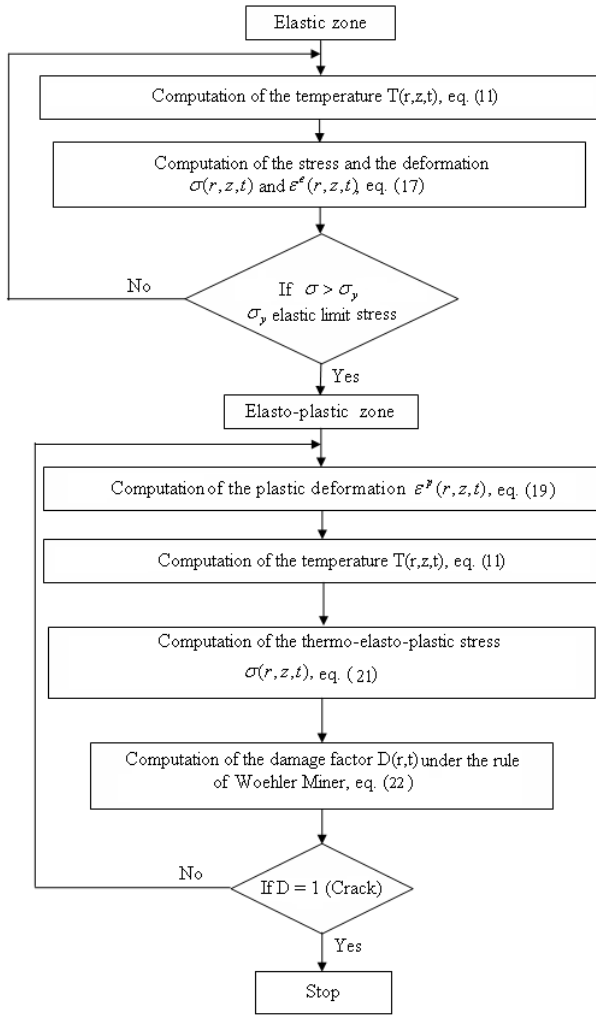 Elastic zone
Computation of the temperature T(r,z,t), eq. (11)
Computation of the stress and the deformation
σ(r,z,t) and εᵉ(r,z,t), eq. (17)
No
If σ > σ_y
σ_y elastic limit stress
Yes
Elasto-plastic zone
Computation of the plastic deformation εᵖ(r,z,t), eq. (19)
Computation of the temperature T(r,z,t), eq. (11)
Computation of the thermo-elasto-plastic stress
σ(r,z,t), eq. (21)
Computation of the damage factor D(r,t) under the rule
of Woehler Miner, eq. (22)
No
If D = 1 (Crack)
Yes
Stop